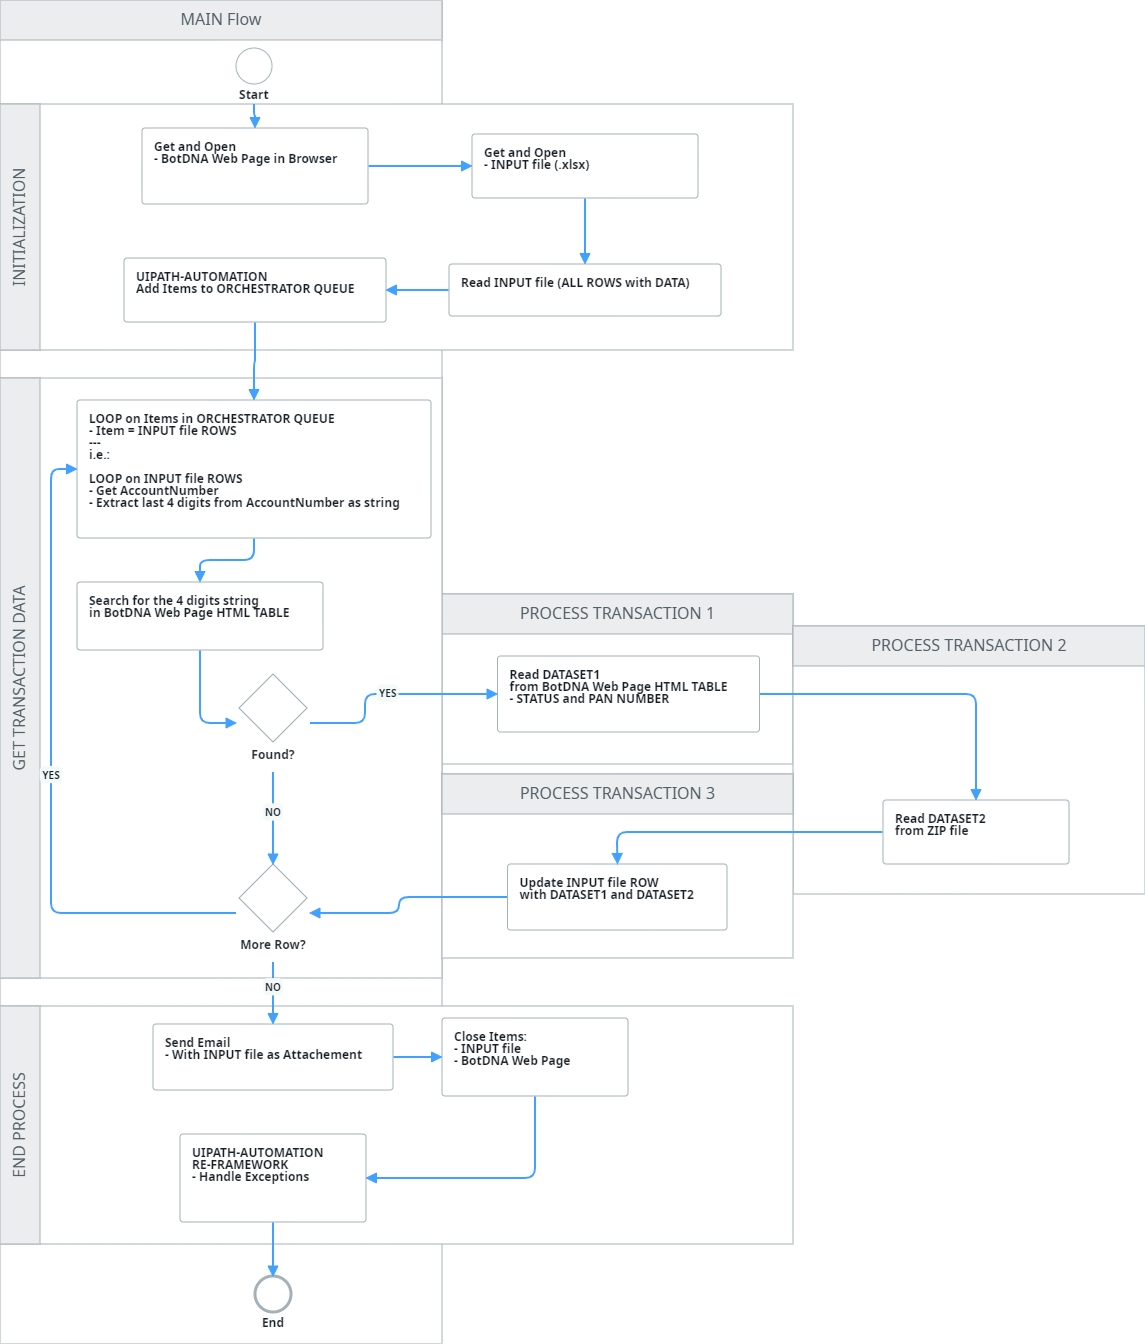 MAIN Flow
Start
INITIALIZATION
Get and Open
- BotDNA Web Page in Browser
Get and Open
- INPUT file (.xlsx)
Read INPUT file (ALL ROWS with DATA)
UIPATH-AUTOMATION
Add Items to ORCHESTRATOR QUEUE
GET TRANSACTION DATA
LOOP on Items in ORCHESTRATOR QUEUE
- Item = INPUT file ROWS
---
i.e.:
LOOP on INPUT file ROWS
- Get AccountNumber
- Extract last 4 digits from AccountNumber as string
Search for the 4 digits string
in BotDNA Web Page HTML TABLE
Found?
YES
PROCESS TRANSACTION 1
Read DATASET1
from BotDNA Web Page HTML TABLE
- STATUS and PAN NUMBER
PROCESS TRANSACTION 2
Read DATASET2
from ZIP file
PROCESS TRANSACTION 3
Update INPUT file ROW
with DATASET1 and DATASET2
NO
YES
More Row?
NO
END PROCESS
Send Email
- With INPUT file as Attachement
Close Items:
- INPUT file
- BotDNA Web Page
UIPATH-AUTOMATION
RE-FRAMEWORK
- Handle Exceptions
End